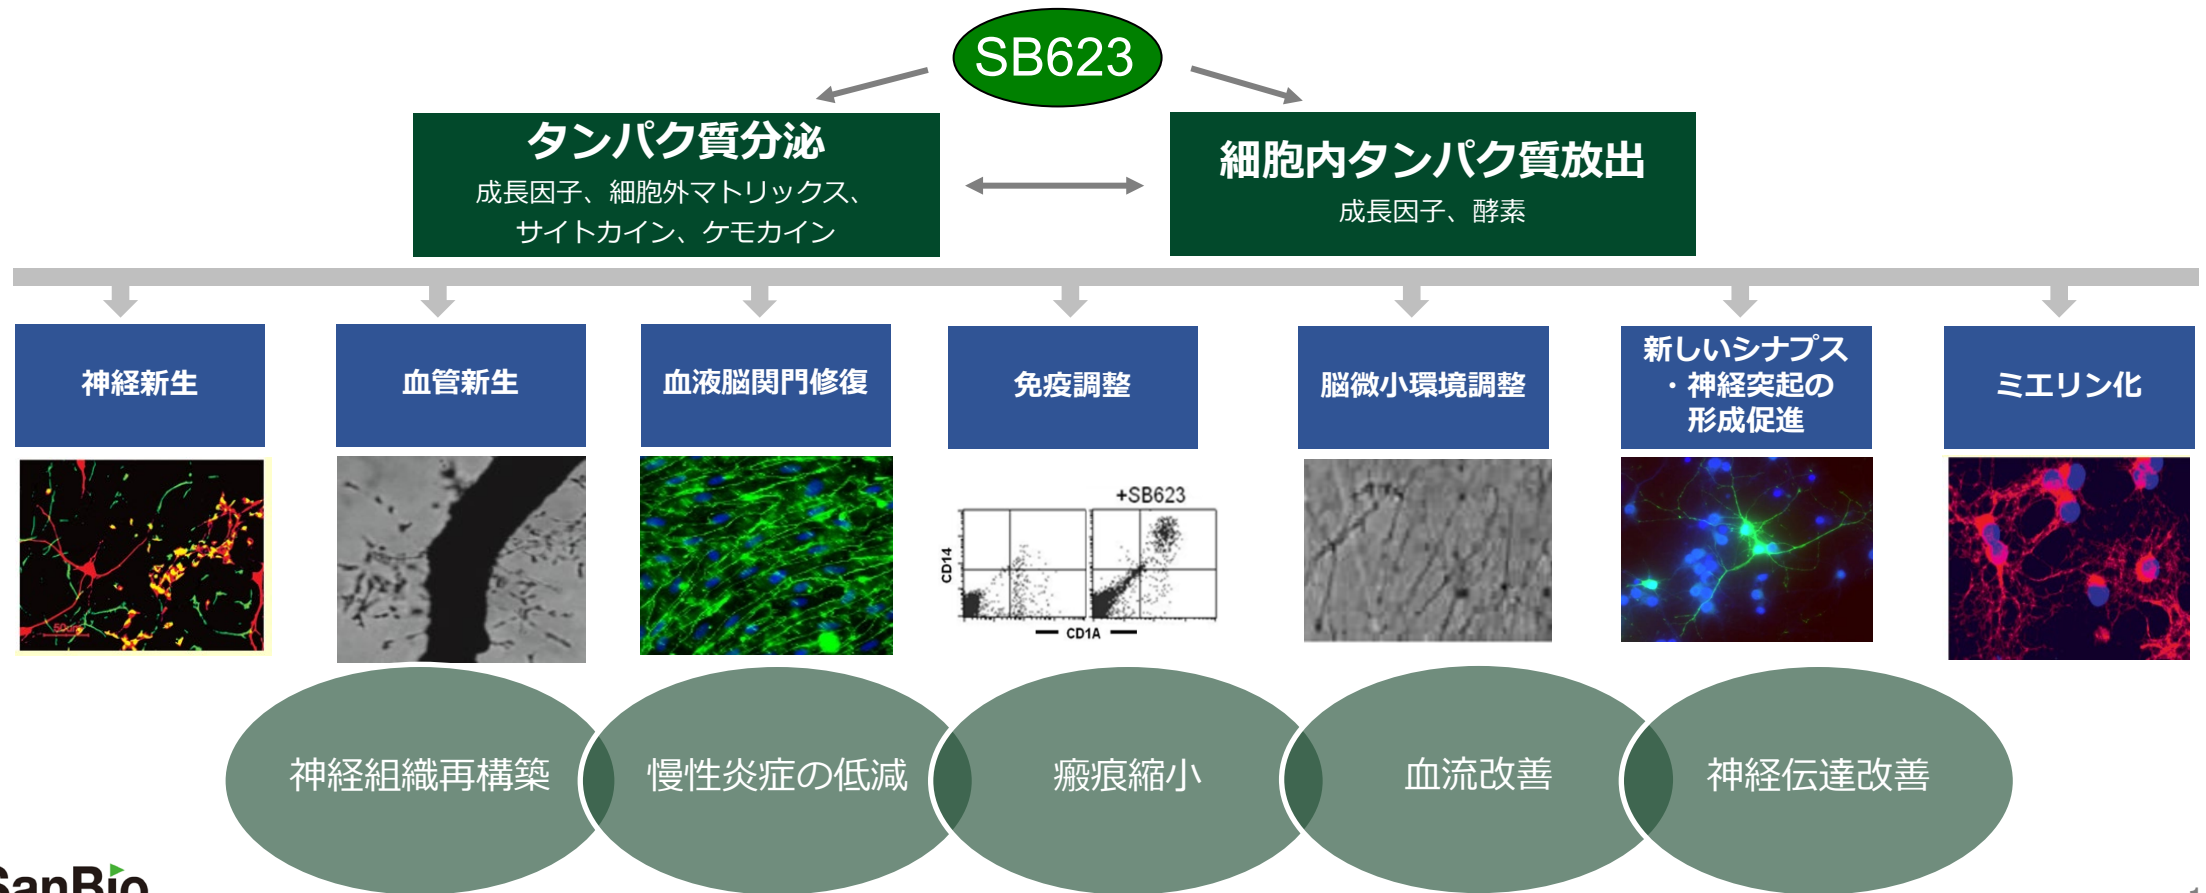 SB623
タンパク質分泌
成長因子、細胞外マトリックス、
サイトカイン、ケモカイン
細胞内タンパク質放出
成長因子、酵素
神経新生
血管新生
血液脳関門修復
免疫調整
脳微小環境調整
新しいシナプス
・神経突起の
形成促進
ミエリン化
50um
+SB623
CD14
CD1A
神経組織再構築
慢性炎症の低減
瘢痕縮小
血流改善
神経伝達改善
SanBio